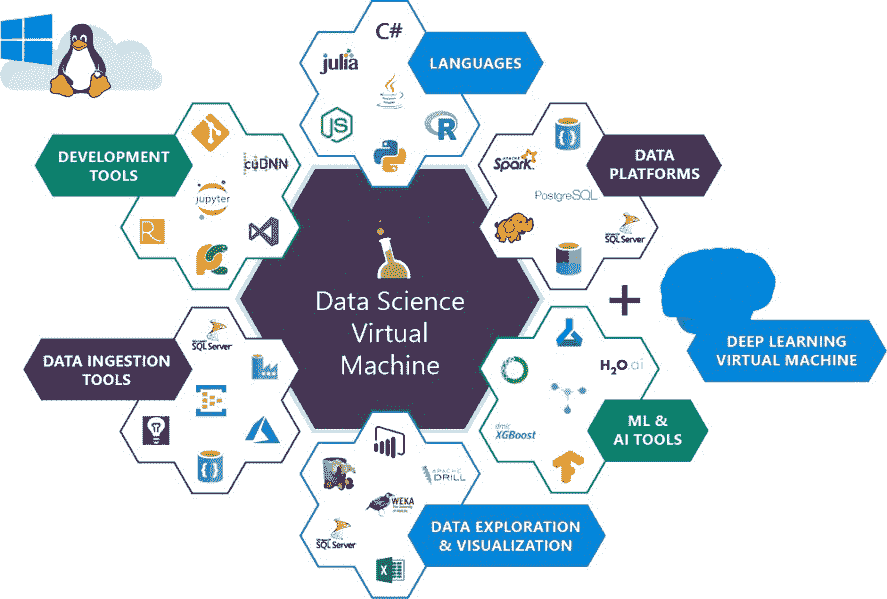 C#
julia
LANGUAGES
JS
R
DEVELOPMENT
TOOLS
cuDNN
jupyter
R
DATA
PLATFORMS
APACHE
Spark
PostgreSQL
SQL Server
Data Science
Virtual
Machine
+
DEEP LEARNING
VIRTUAL MACHINE
DATA INGESTION
TOOLS
SQL Server
H2O ai
dmlc
XGBoost
ML &
AI TOOLS
APACHE
DRILL
WEKA
SQL Server
X
DATA EXPLORATION
& VISUALIZATION